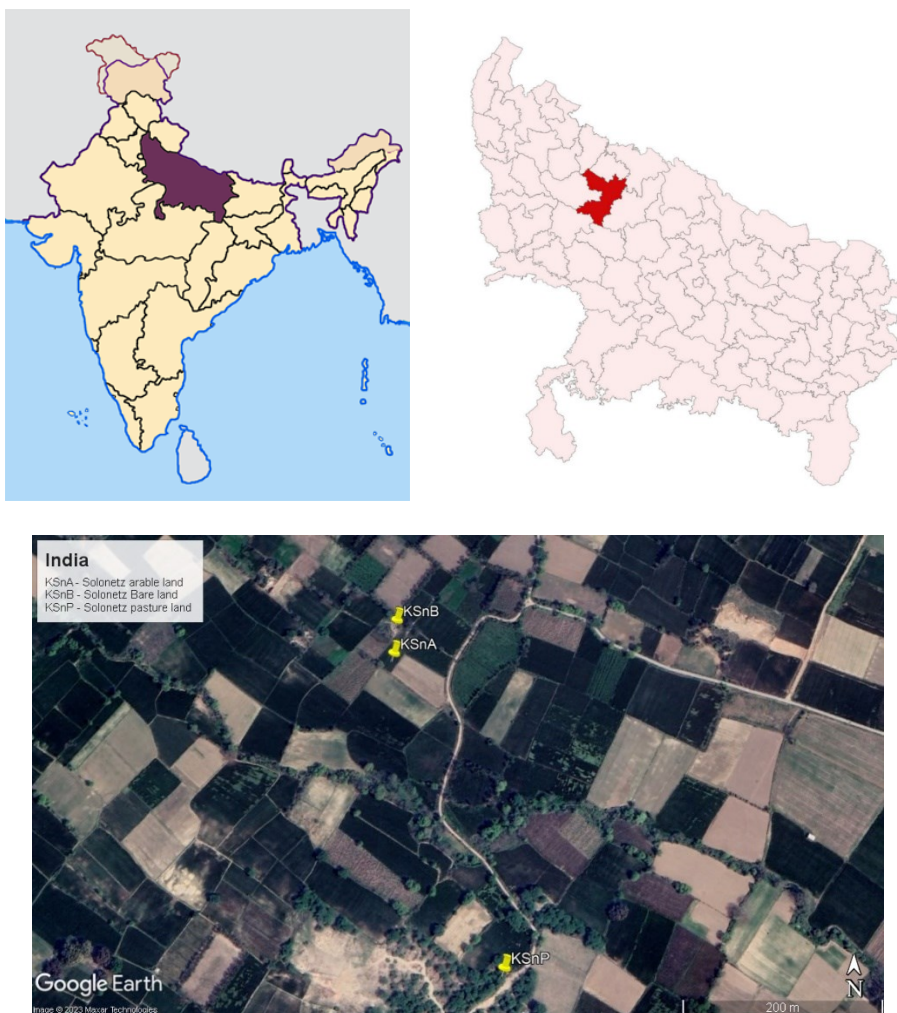 India
KSnA - Solonetz arable land
KSnB - Solonetz Bare land
KSnP - Solonetz pasture land
KSnB
KSnA
KSnP
Google Earth
Image © 2023 Maxar Technologies
200 m
N